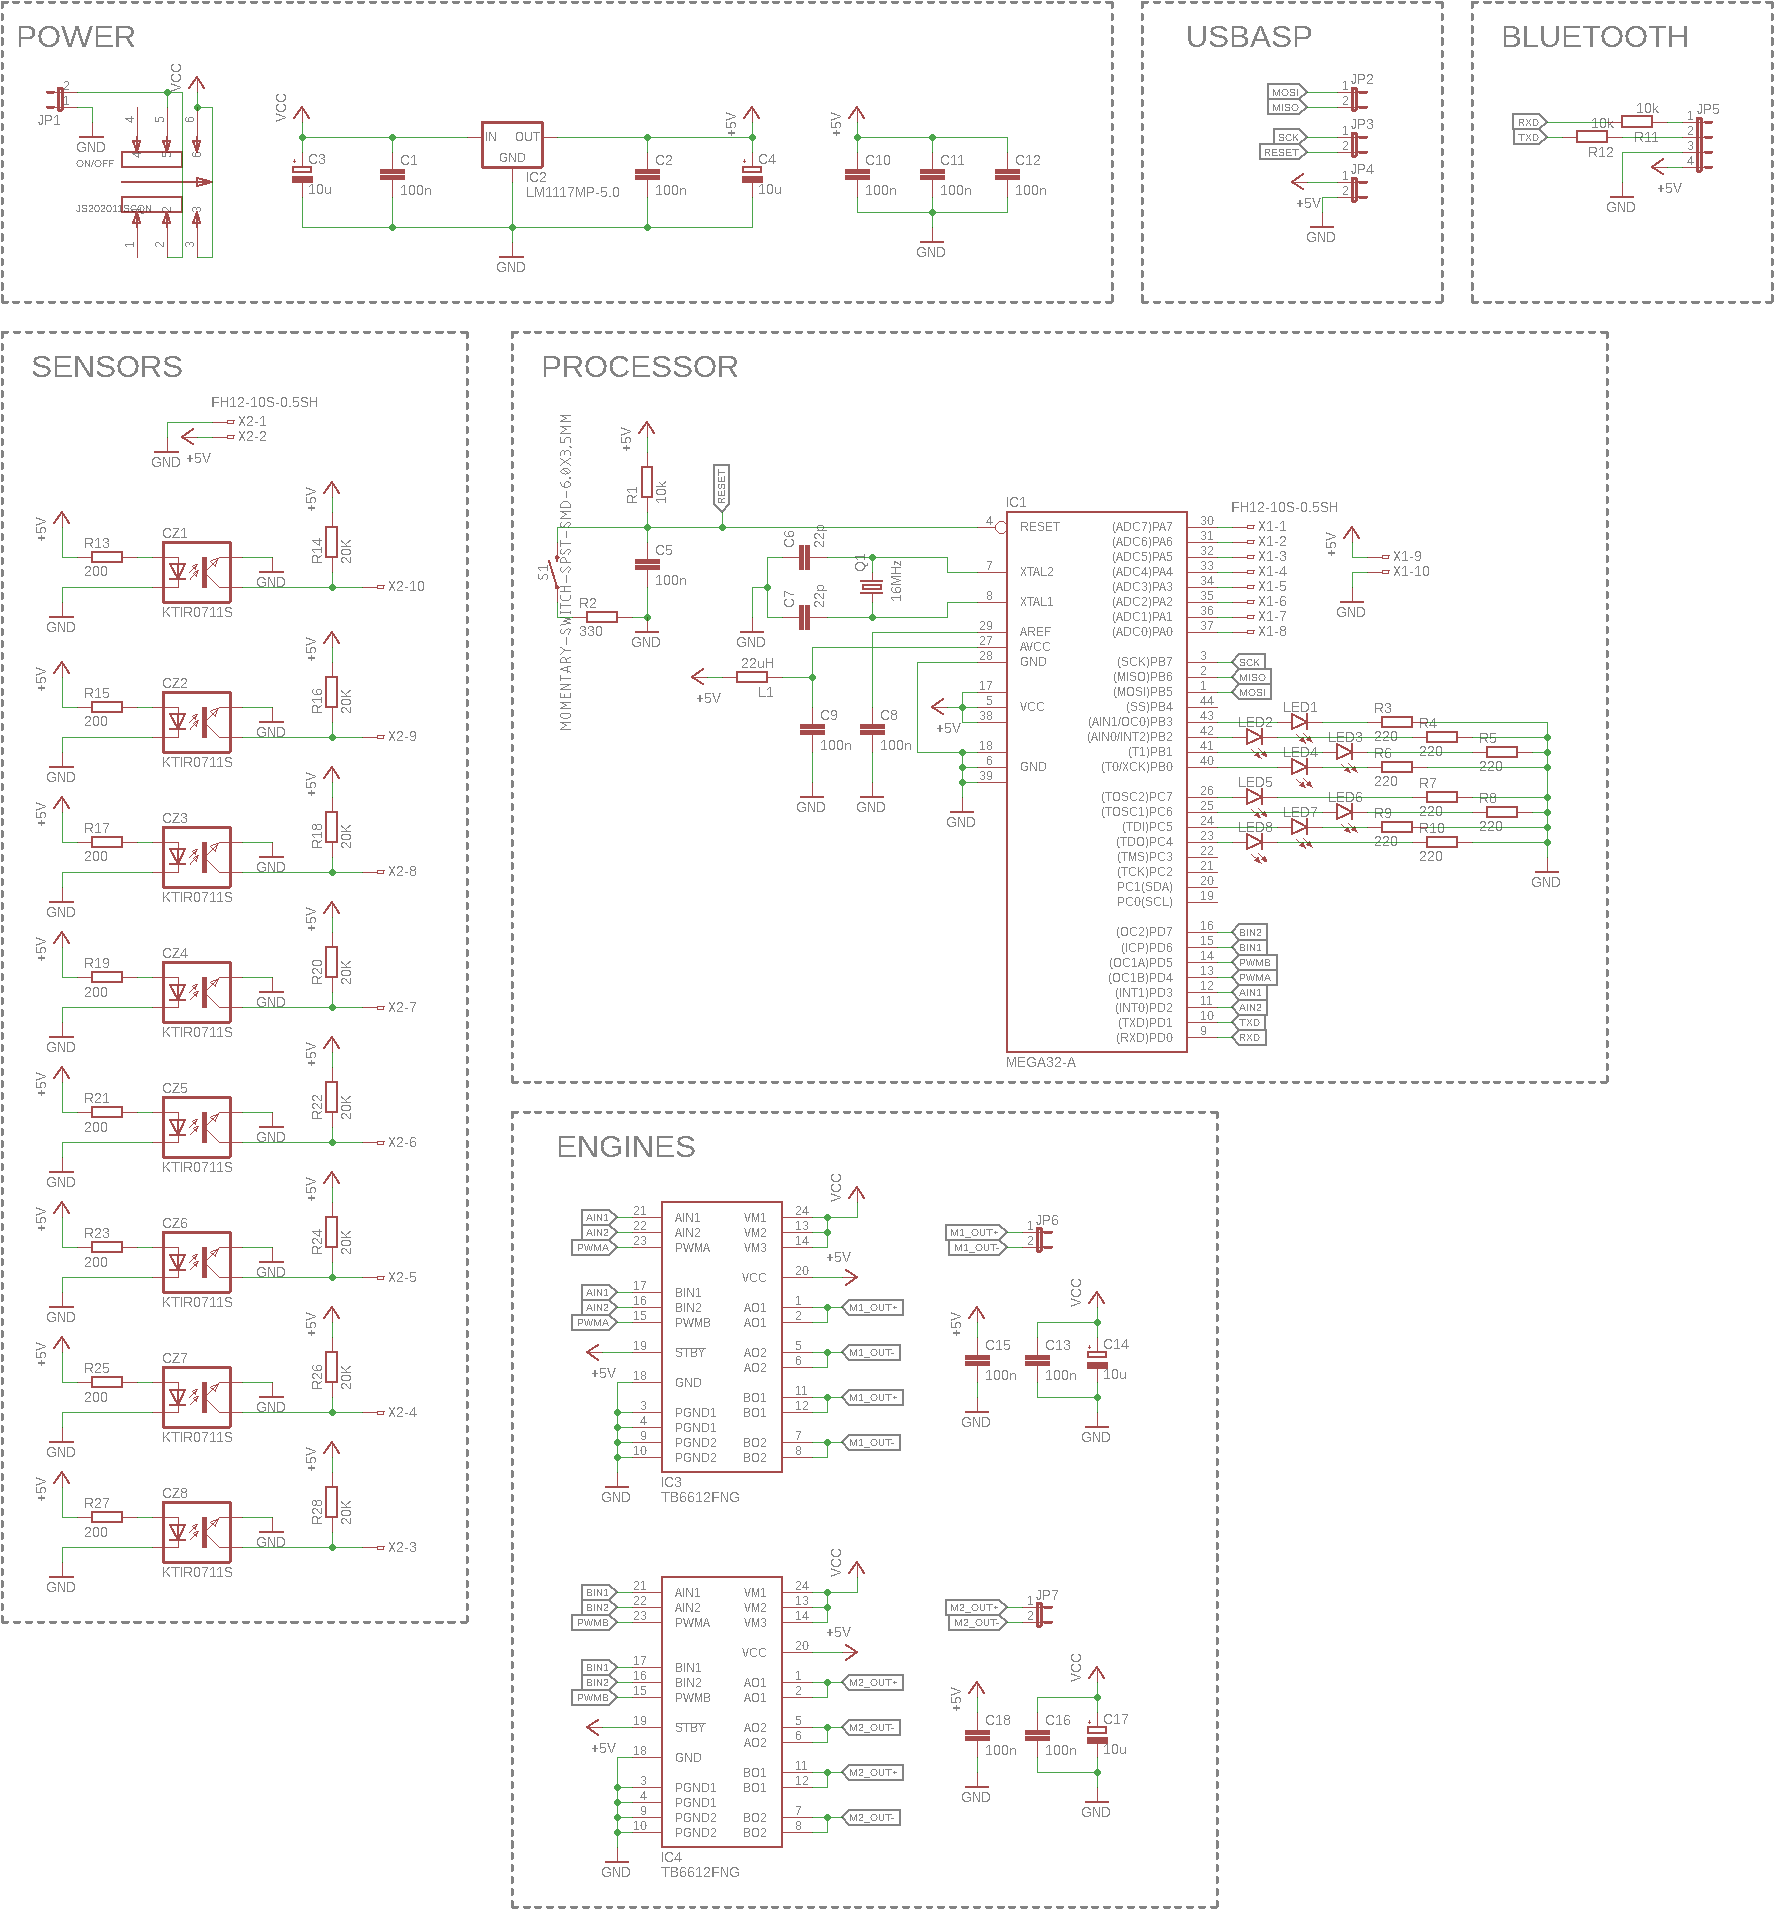 POWER
VCC
JP1
2
1
GND
4
5
6
4
5
6
ON/OFF
JS202011SCQN
1
2
3
1
2
3
VCC
C3
10u
C1
100n
IN
OUT
GND
IC2
LM1117MP-5.0
C2
100n
+5V
C4
10u
GND
+5V
C10
100n
C11
100n
C12
100n
GND
USBASP
MOSI
MISO
1
2
JP2
SCK
RESET
1
2
JP3
+5V
1
2
JP4
GND
BLUETOOTH
RXD
TXD
10k
R11
10k
R12
1
2
3
4
JP5
+5V
GND
SENSORS
FH12-10S-0.5SH
X2-1
X2-2
GND
+5V
+5V
R13
200
CZ1
KTIR0711S
GND
GND
+5V
R14
20K
X2-10
+5V
R15
200
CZ2
KTIR0711S
GND
GND
+5V
R16
20K
X2-9
+5V
R17
200
CZ3
KTIR0711S
GND
GND
+5V
R18
20K
X2-8
+5V
R19
200
CZ4
KTIR0711S
GND
GND
+5V
R20
20K
X2-7
+5V
R21
200
CZ5
KTIR0711S
GND
GND
+5V
R22
20K
X2-6
+5V
R23
200
CZ6
KTIR0711S
GND
GND
+5V
R24
20K
X2-5
+5V
R25
200
CZ7
KTIR0711S
GND
GND
+5V
R26
20K
X2-4
+5V
R27
200
CZ8
KTIR0711S
GND
GND
+5V
R28
20K
X2-3
PROCESSOR
MOMENTARY-SWITCH-SPST-SMD-6.0X3.5MM
S1
+5V
R1
10k
RESET
C5
100n
R2
330
GND
C6
22p
C7
22p
Q1
16MHz
GND
+5V
22uH
L1
C9
100n
GND
C8
100n
GND
+5V
GND
IC1
MEGA32-A
4 RESET
7 XTAL2
8 XTAL1
29 AREF
27 AVCC
28 GND
17
5 VCC
38
18
6 GND
39
FH12-10S-0.5SH
(ADC7)PA7 30 X1-1
(ADC6)PA6 31 X1-2
(ADC5)PA5 32 X1-3
(ADC4)PA4 33 X1-4
(ADC3)PA3 34 X1-5
(ADC2)PA2 35 X1-6
(ADC1)PA1 36 X1-7
(ADC0)PA0 37 X1-8
+5V
X1-9
X1-10
GND
(SCK)PB7 3 SCK
(MISO)PB6 2 MISO
(MOSI)PB5 1 MOSI
(SS)PB4 44
(AIN1/OC0)PB3 43
(AIN0/INT2)PB2 42
(T1)PB1 41
(T0/XCK)PB0 40
(TOSC2)PC7 26
(TOSC1)PC6 25
(TDI)PC5 24
(TDO)PC4 23
(TMS)PC3 22
(TCK)PC2 21
PC1(SDA) 20
PC0(SCL) 19
(OC2)PD7 16 BIN2
(ICP)PD6 15 BIN1
(OC1A)PD5 14 PWMB
(OC1B)PD4 13 PWMA
(INT1)PD3 12 AIN1
(INT0)PD2 11 AIN2
(TXD)PD1 10 TXD
(RXD)PD0 9 RXD
LED1
LED2
LED3
LED4
LED5
LED6
LED7
LED8
R3
220
R4
220
R5
220
R6
220
R7
220
R8
220
R9
220
R10
220
GND
ENGINES
AIN1 21 AIN1
AIN2 22 AIN2
PWMA 23 PWMA
AIN1 17 BIN1
AIN2 16 BIN2
PWMA 15 PWMB
+5V
19 STBY
18 GND
3 PGND1
4 PGND1
9 PGND2
10 PGND2
GND
IC3
TB6612FNG
VM1 24
VM2 13
VM3 14
VCC
+5V
VCC 20
AO1 1 M1_OUT+
AO1 2
AO2 5 M1_OUT-
AO2 6
BO1 11 M1_OUT+
BO1 12
BO2 7 M1_OUT-
BO2 8
M1_OUT+ 1
M1_OUT- 2
JP6
+5V
C15
100n
GND
VCC
C13
100n
C14
10u
GND
BIN1 21 AIN1
BIN2 22 AIN2
PWMB 23 PWMA
BIN1 17 BIN1
BIN2 16 BIN2
PWMB 15 PWMB
+5V
19 STBY
18 GND
3 PGND1
4 PGND1
9 PGND2
10 PGND2
GND
IC4
TB6612FNG
VM1 24
VM2 13
VM3 14
VCC
+5V
VCC 20
AO1 1 M2_OUT+
AO1 2
AO2 5 M2_OUT-
AO2 6
BO1 11 M2_OUT+
BO1 12
BO2 7 M2_OUT-
BO2 8
M2_OUT+ 1
M2_OUT- 2
JP7
+5V
C18
100n
GND
VCC
C16
100n
C17
10u
GND